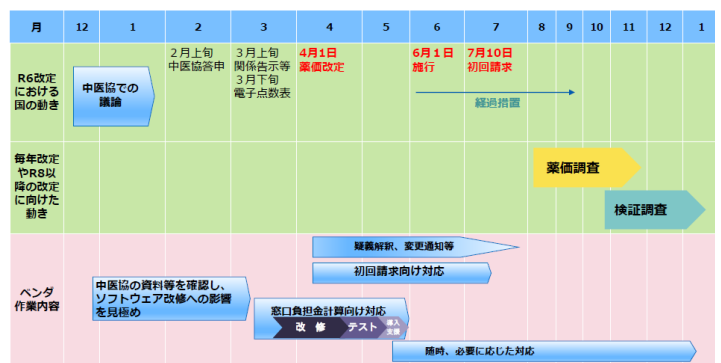 月 12 1 2 3 4 5 6 7 8 9 10 11 12 1
R6改定
における
国の動き
中医協での
議論
2月上旬
中医協答申
3月上旬
関係告示等
3月下旬
電子点数表
4月1日
薬価改定
6月1日
施行
7月10日
初回請求
経過措置
毎年改定
やR8以
降の改定
に向けた
動き
薬価調査
検証調査
ベンダ
作業内容
中医協の資料等を確認し、
ソフトウェア改修への影響
を見極め
疑義解釈、変更通知等
初回請求向け対応
窓口負担金計算向け対応
改 修
テスト
導入
支援
随時、必要に応じた対応